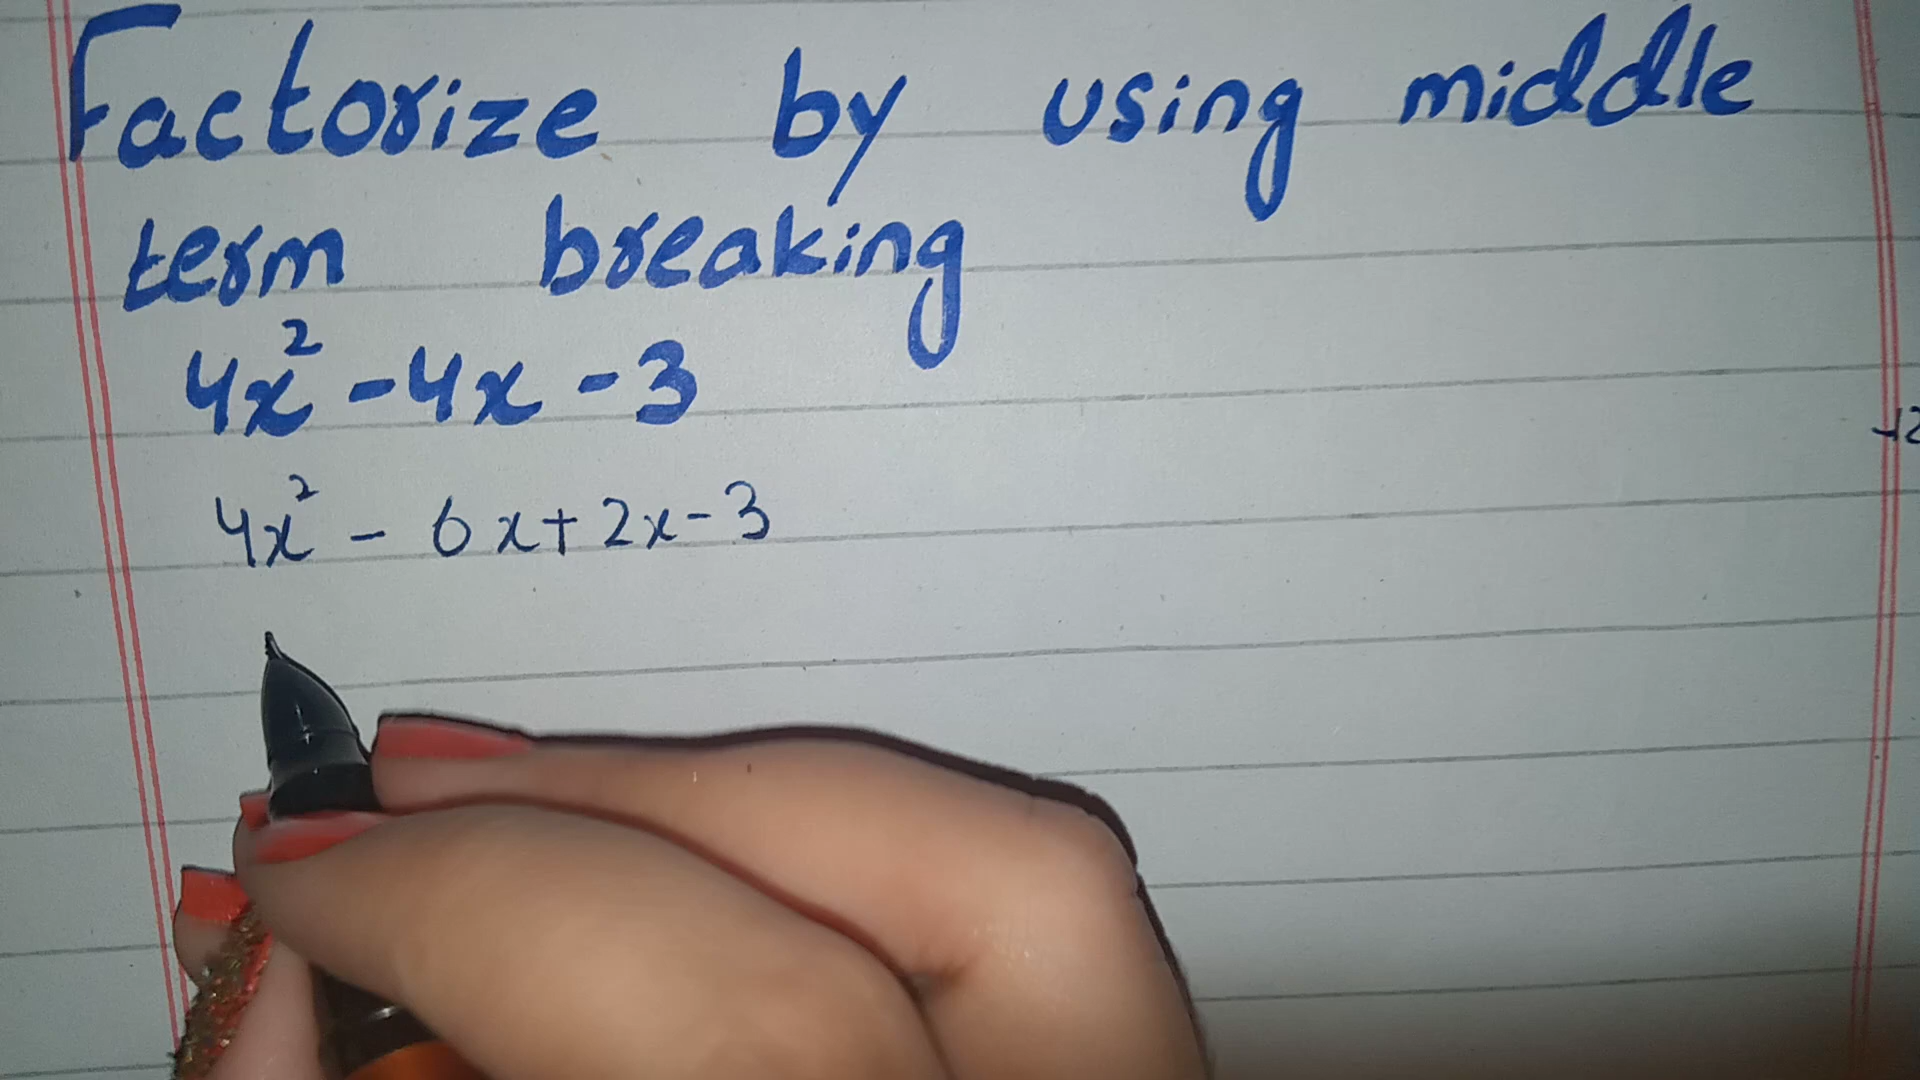 Factorize by using middle
term breaking
4x² - 4x - 3
4x² - 6x + 2x - 3